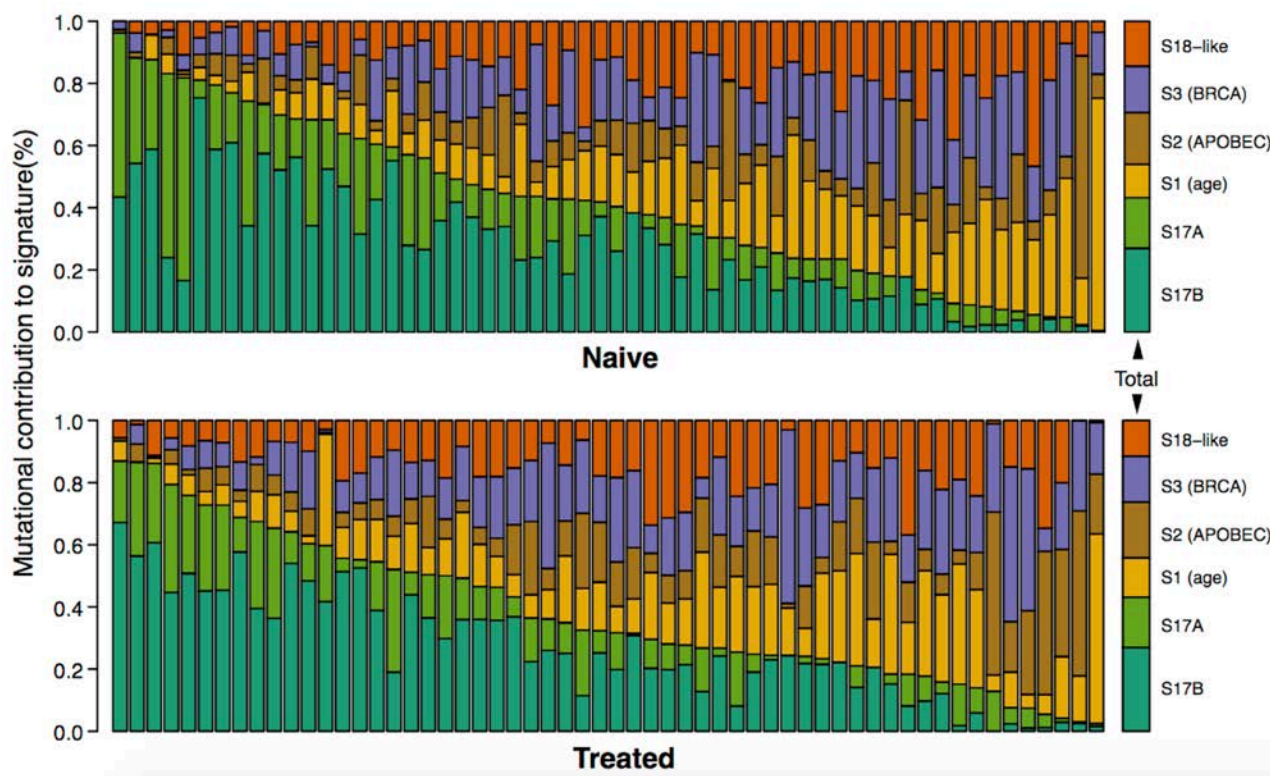 Mutational contribution to signature(%)
1.0
0.8
0.6
0.4
0.2
0.0
Naive
S18-like
S3 (BRCA)
S2 (APOBEC)
S1 (age)
S17A
S17B
Total
1.0
0.8
0.6
0.4
0.2
0.0
Treated
S18-like
S3 (BRCA)
S2 (APOBEC)
S1 (age)
S17A
S17B